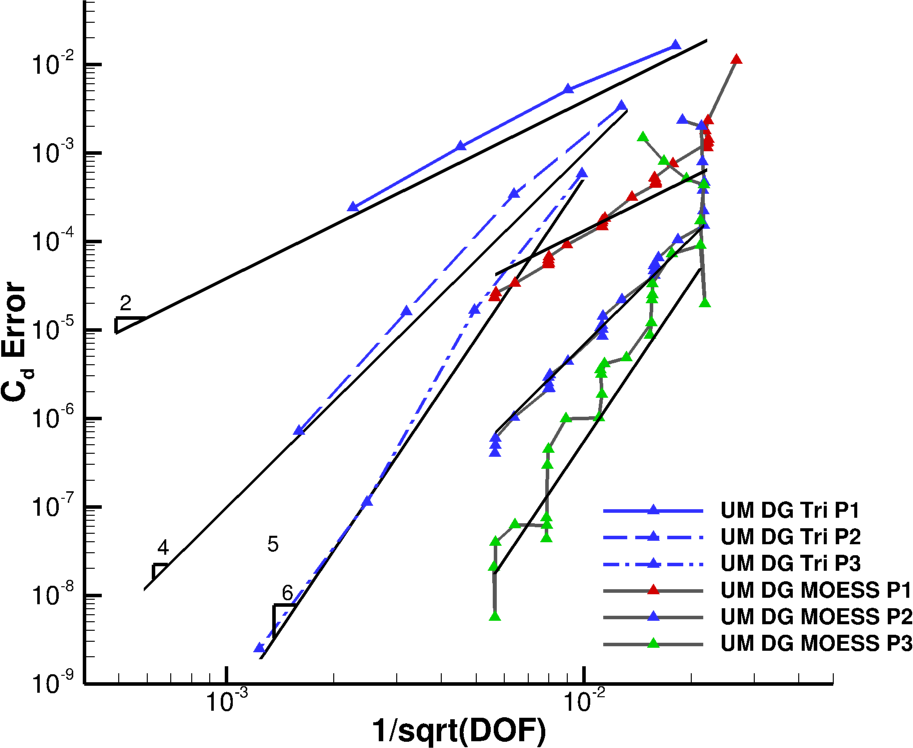 10-2
10-3
10-4
10-5
10-6
10-7
10-8
10-9
Cd Error
2
4
5
6
UM DG Tri P1
UM DG Tri P2
UM DG Tri P3
UM DG MOESS P1
UM DG MOESS P2
UM DG MOESS P3
10-3
10-2
1/sqrt(DOF)